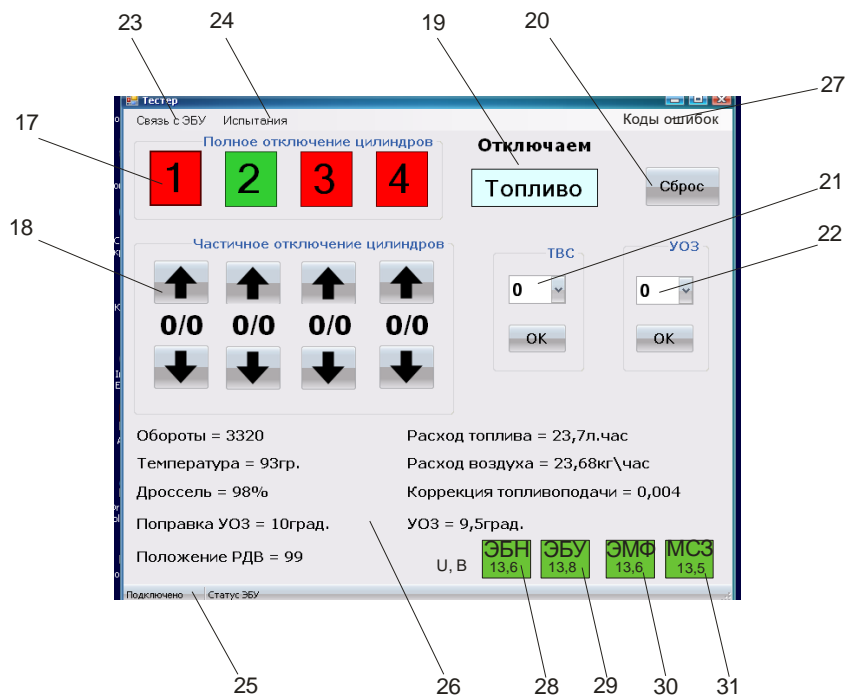 23
24
19
20
27
17
18
21
22
Тестер
Связь с ЭБУ Испытания Коды ошибок
Полное отключение цилиндров
1 2 3 4
Отключаем
Топливо
Сброс
Частичное отключение цилиндров
0/0 0/0 0/0 0/0
ТВС
0
OK
УОЗ
0
OK
Обороты = 3320
Температура = 93гр.
Дроссель = 98%
Поправка УОЗ = 10град.
Положение РДВ = 99
Расход топлива = 23,7л.час
Расход воздуха = 23,68кг\час
Коррекция топливоподачи = 0,004
УОЗ = 9,5град.
U, В
ЭБН
13,6
ЭБУ
13,8
ЭМФ
13,6
МСЗ
13,5
Подключено Статус ЭБУ
25
26
28
29
30
31